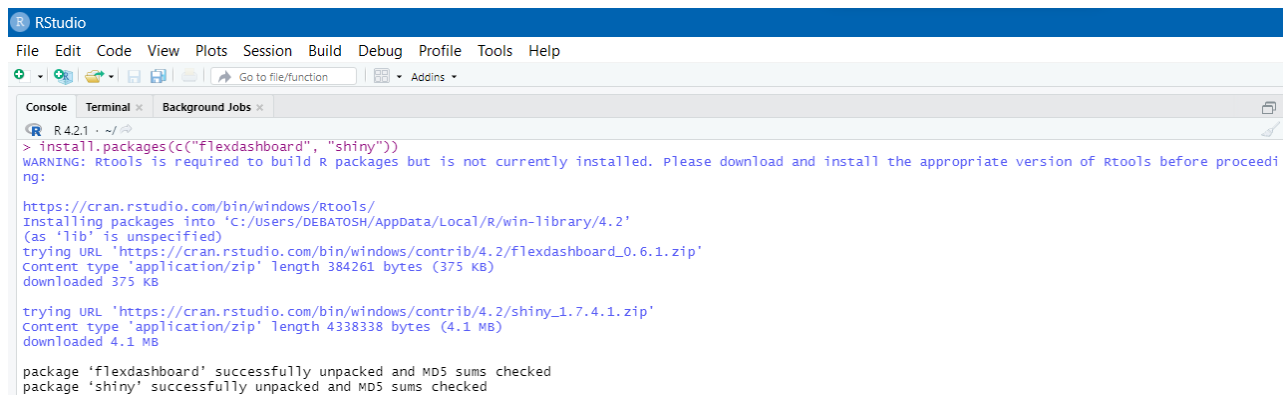 RStudio
File Edit Code View Plots Session Build Debug Profile Tools Help
Go to file/function Addins
Console Terminal Background Jobs
R 4.2.1 · ~/
> install.packages(c("flexdashboard", "shiny"))
WARNING: Rtools is required to build R packages but is not currently installed. Please download and install the appropriate version of Rtools before proceedi
ng:
https://cran.rstudio.com/bin/windows/Rtools/
Installing packages into ‘C:/Users/DEBATOSH/AppData/Local/R/win-library/4.2’
(as ‘lib’ is unspecified)
trying URL 'https://cran.rstudio.com/bin/windows/contrib/4.2/flexdashboard_0.6.1.zip'
Content type 'application/zip' length 384261 bytes (375 KB)
downloaded 375 KB
trying URL 'https://cran.rstudio.com/bin/windows/contrib/4.2/shiny_1.7.4.1.zip'
Content type 'application/zip' length 4338338 bytes (4.1 MB)
downloaded 4.1 MB
package ‘flexdashboard’ successfully unpacked and MD5 sums checked
package ‘shiny’ successfully unpacked and MD5 sums checked